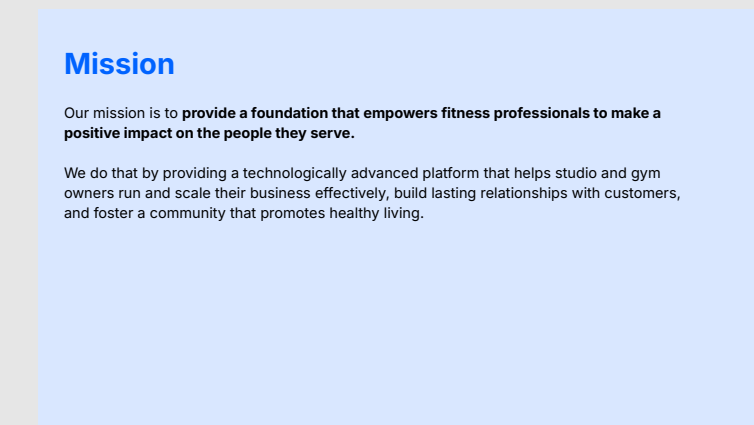 Mission
Our mission is to provide a foundation that empowers fitness professionals to make a
positive impact on the people they serve.
We do that by providing a technologically advanced platform that helps studio and gym
owners run and scale their business effectively, build lasting relationships with customers,
and foster a community that promotes healthy living.